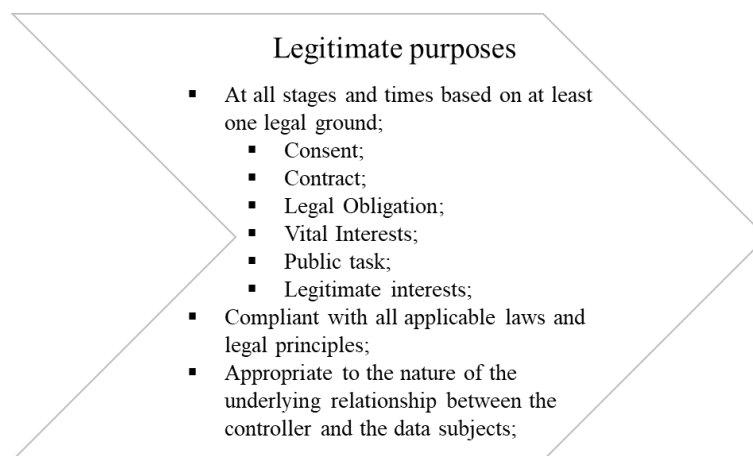 Legitimate purposes
▪ At all stages and times based on at least
one legal ground;
▪ Consent;
▪ Contract;
▪ Legal Obligation;
▪ Vital Interests;
▪ Public task;
▪ Legitimate interests;
▪ Compliant with all applicable laws and
legal principles;
▪ Appropriate to the nature of the
underlying relationship between the
controller and the data subjects;